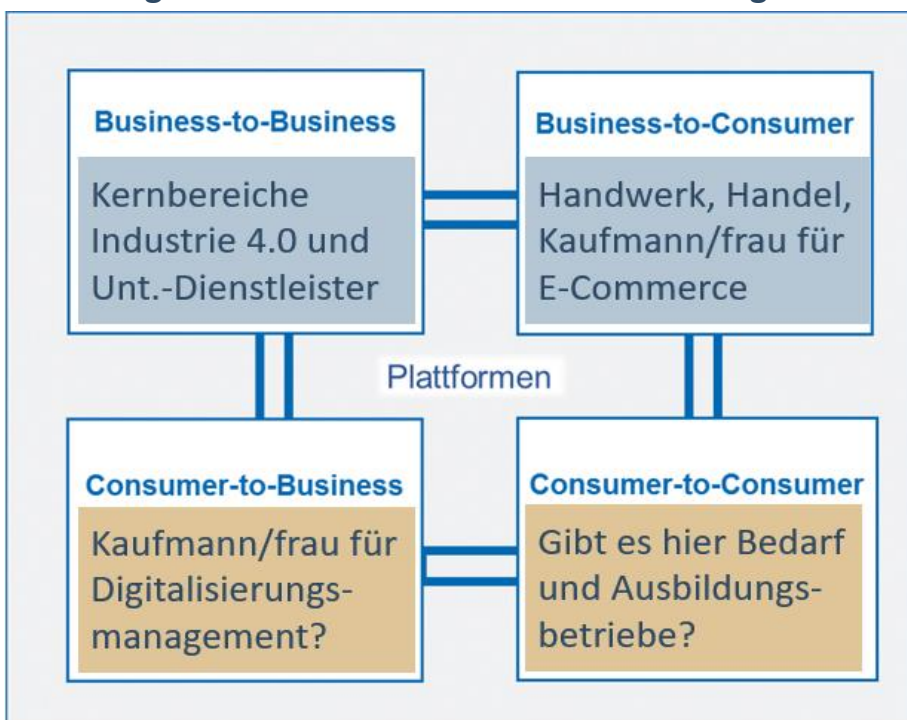 Business-to-Business
Kernbereiche
Industrie 4.0 und
Unt.-Dienstleister
Business-to-Consumer
Handwerk, Handel,
Kaufmann/frau für
E-Commerce
Plattformen
Consumer-to-Business
Kaufmann/frau für
Digitalisierungs-
management?
Consumer-to-Consumer
Gibt es hier Bedarf
und Ausbildungs-
betriebe?